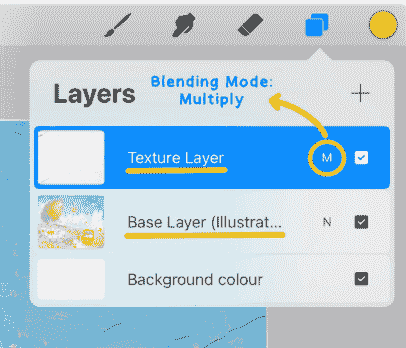 Blending Mode:
Layers Multiply
Texture Layer M
Base Layer (Illustrat... N
Background colour